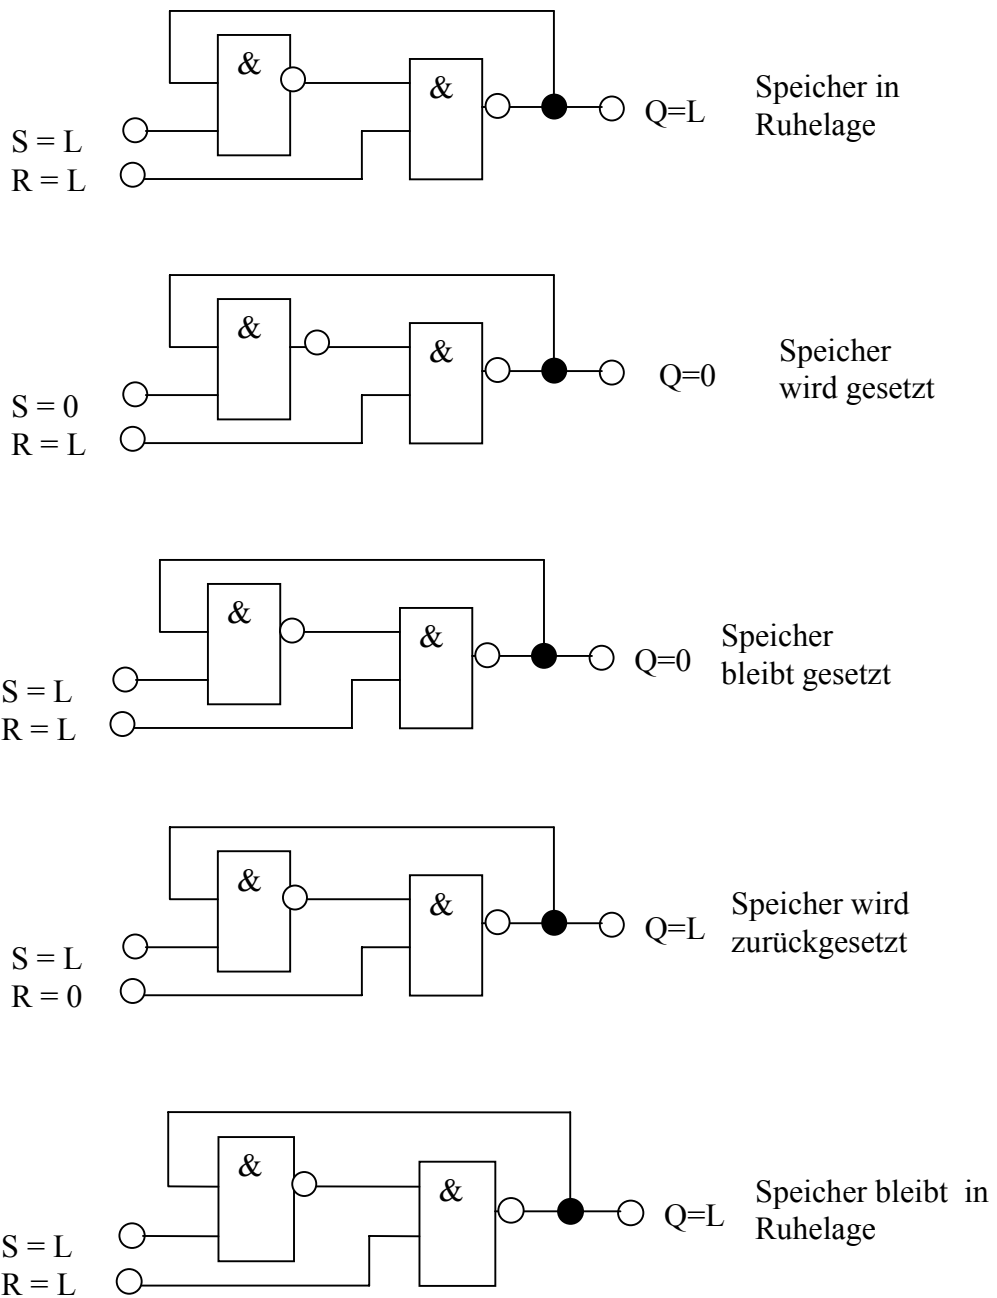 &
&
Q=L
Speicher in
Ruhelage
S = L
R = L
&
&
Q=0
Speicher
wird gesetzt
S = 0
R = L
&
&
Q=0
Speicher
bleibt gesetzt
S = L
R = L
&
&
Q=L
Speicher wird
zurückgesetzt
S = L
R = 0
&
&
Q=L
Speicher bleibt in
Ruhelage
S = L
R = L